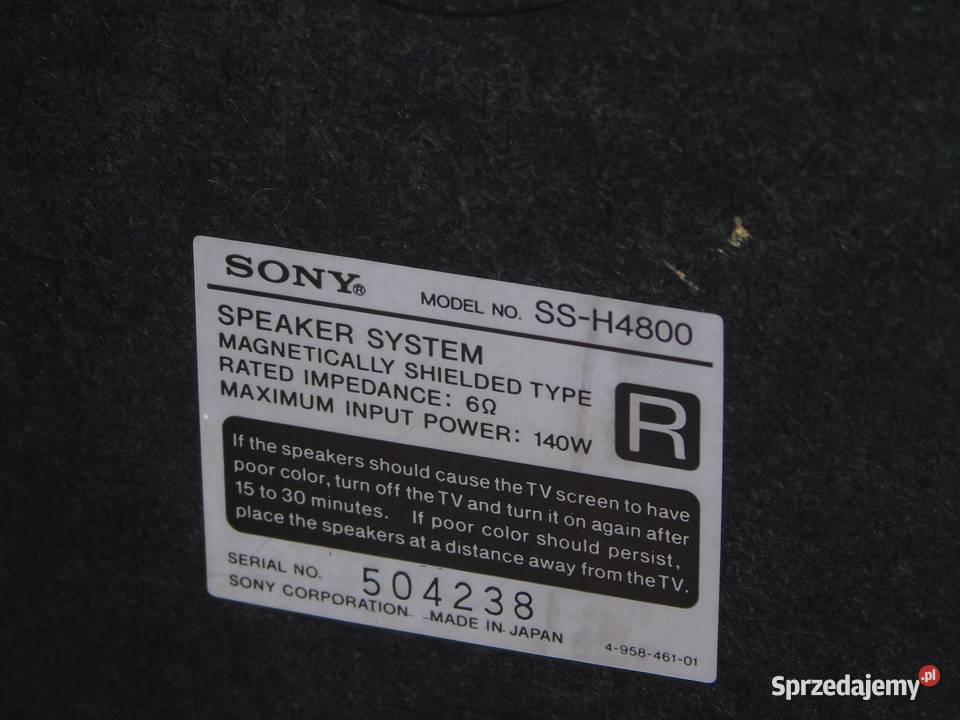 SONY®
MODEL NO. SS-H4800
SPEAKER SYSTEM
MAGNETICALLY SHIELDED TYPE
RATED IMPEDANCE: 6Ω
MAXIMUM INPUT POWER: 140W
R
If the speakers should cause the TV screen to have
poor color, turn off the TV and turn it on again after
15 to 30 minutes. If poor color should persist,
place the speakers at a distance away from the TV.
SERIAL NO. 504238
SONY CORPORATION MADE IN JAPAN
4-958-461-01
Sprzedajemy.pl